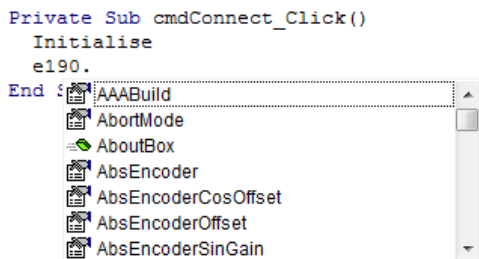 Private Sub cmdConnect_Click()
Initialise
e190.
End S
AAABuild
AbortMode
AboutBox
AbsEncoder
AbsEncoderCosOffset
AbsEncoderOffset
AbsEncoderSinGain